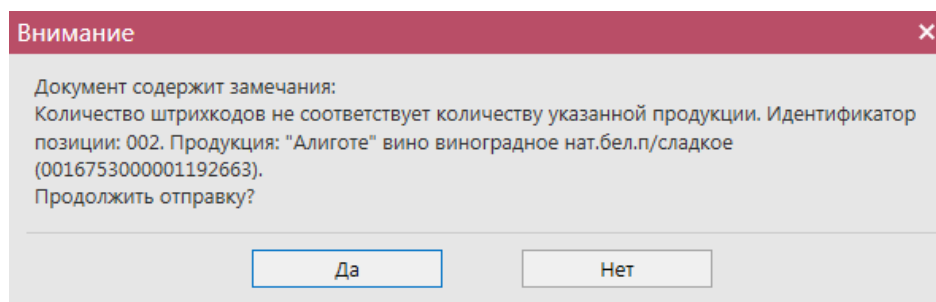 Внимание
Документ содержит замечания:
Количество штрихкодов не соответствует количеству указанной продукции. Идентификатор
позиции: 002. Продукция: "Алиготе" вино виноградное нат.бел.п/сладкое
(0016753000001192663).
Продолжить отправку?
Да
Нет